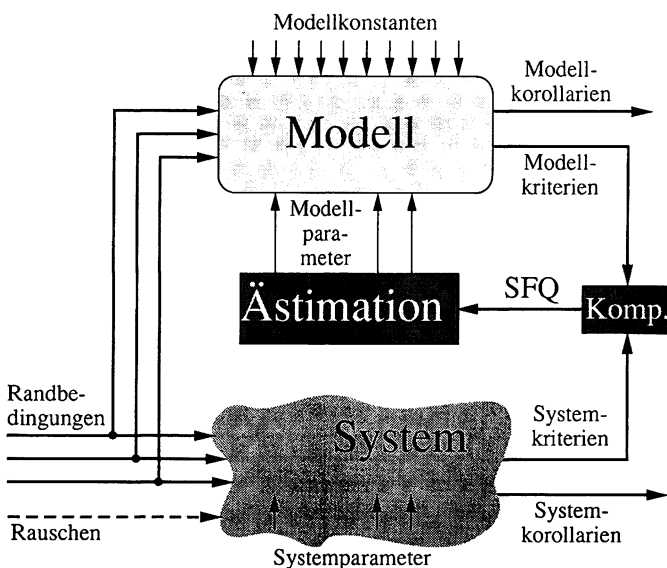 Modellkonstanten
Modell-
korollarien
Modell
Modell-
kriterien
Modell-
para-
meter
Ästimation
SFQ
Komp.
Randbe-
dingungen
System
System-
kriterien
Rauschen
System-
korollarien
Systemparameter